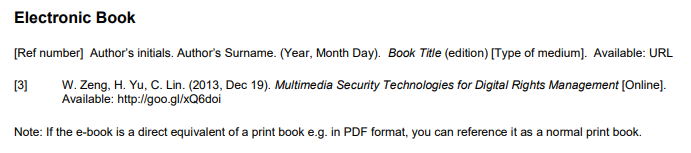 Electronic Book
[Ref number] Author's initials. Author's Surname. (Year, Month Day). Book Title (edition) [Type of medium]. Available: URL
[3] W. Zeng, H. Yu, C. Lin. (2013, Dec 19). Multimedia Security Technologies for Digital Rights Management [Online].
Available: http://goo.gl/xQ6doi
Note: If the e-book is a direct equivalent of a print book e.g. in PDF format, you can reference it as a normal print book.